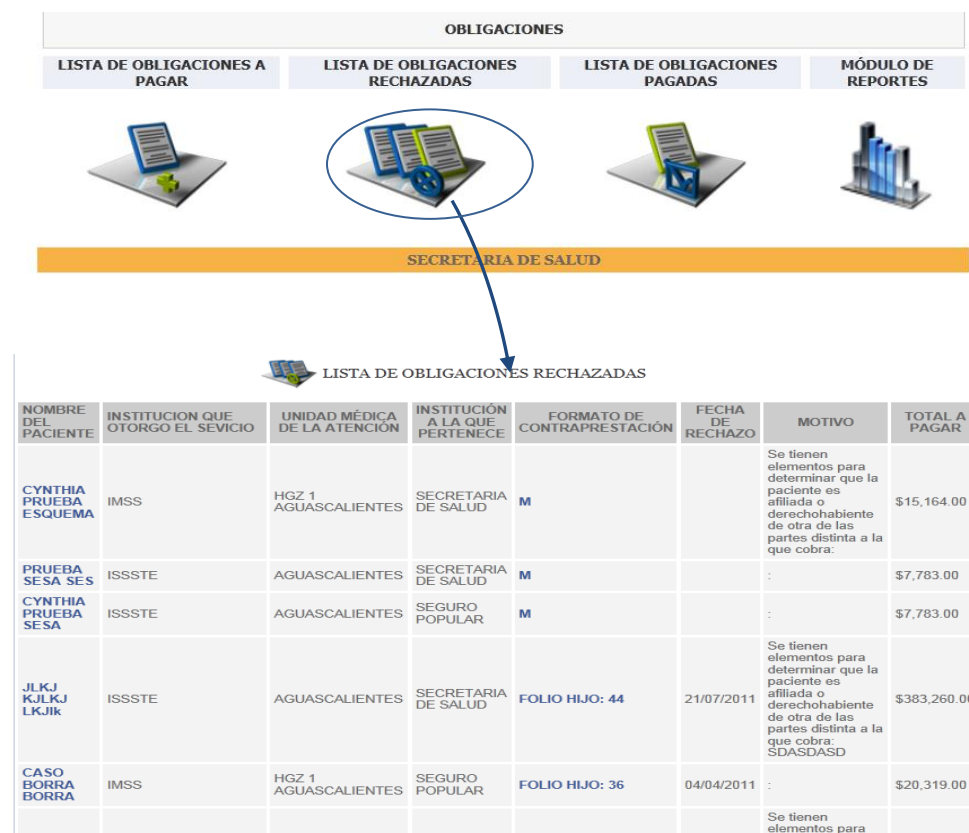 OBLIGACIONES
LISTA DE OBLIGACIONES A
PAGAR
LISTA DE OBLIGACIONES
RECHAZADAS
LISTA DE OBLIGACIONES
PAGADAS
MÓDULO DE
REPORTES
SECRETARIA DE SALUD
LISTA DE OBLIGACIONES RECHAZADAS
NOMBRE
DEL
PACIENTE
INSTITUCION QUE
OTORGO EL SEVICIO
UNIDAD MÉDICA
DE LA ATENCIÓN
INSTITUCIÓN
A LA QUE
PERTENECE
FORMATO DE
CONTRAPRESTACIÓN
FECHA
DE
RECHAZO
MOTIVO
TOTAL A
PAGAR
CYNTHIA
PRUEBA
ESQUEMA
IMSS
HGZ 1
AGUASCALIENTES
SECRETARIA
DE SALUD
M
Se tienen
elementos para
determinar que la
paciente es
afiliada o
derechohabiente
de otra de las
partes distinta a la
que cobra:
$15,164.00
PRUEBA
SESA SES
ISSSTE
AGUASCALIENTES
SECRETARIA
DE SALUD
M
:
$7,783.00
CYNTHIA
PRUEBA
SESA
ISSSTE
AGUASCALIENTES
SEGURO
POPULAR
M
:
$7,783.00
JLKJ
KJLKJ
LKJlk
ISSSTE
AGUASCALIENTES
SECRETARIA
DE SALUD
FOLIO HIJO: 44
21/07/2011
Se tienen
elementos para
determinar que la
paciente es
afiliada o
derechohabiente
de otra de las
partes distinta a la
que cobra:
SDASDASD
$383,260.00
CASO
BORRA
BORRA
IMSS
HGZ 1
AGUASCALIENTES
SEGURO
POPULAR
FOLIO HIJO: 36
04/04/2011
:
$20,319.00
Se tienen
elementos para